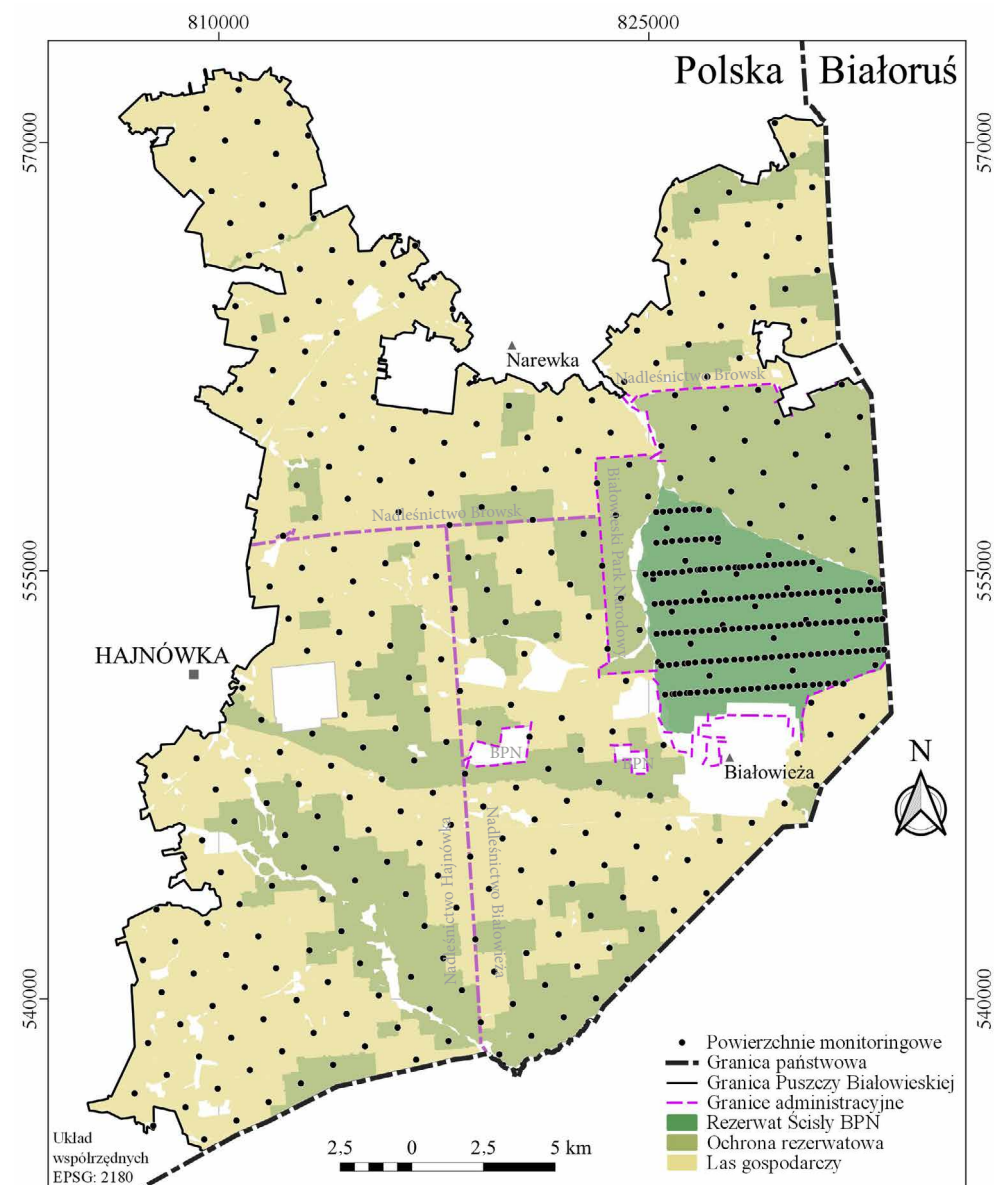 810000
825000
Polska
Białoruś
570000
570000
Narewka
Nadleśnictwo Browsk
Białowieski Park Narodowy
Nadleśnictwo Browsk
555000
555000
HAJNÓWKA
BPN
BPN
Białowieża
N
Nadleśnictwo Hajnówka
Nadleśnictwo Białowieża
540000
540000
Powierzchnie monitoringowe
Granica państwowa
Granica Puszczy Białowieskiej
Granice administracyjne
Rezerwat Ścisły BPN
Ochrona rezerwatowa
Las gospodarczy
2.5 0 2.5 5 km
Układ
współrzędnych
EPSG: 2180